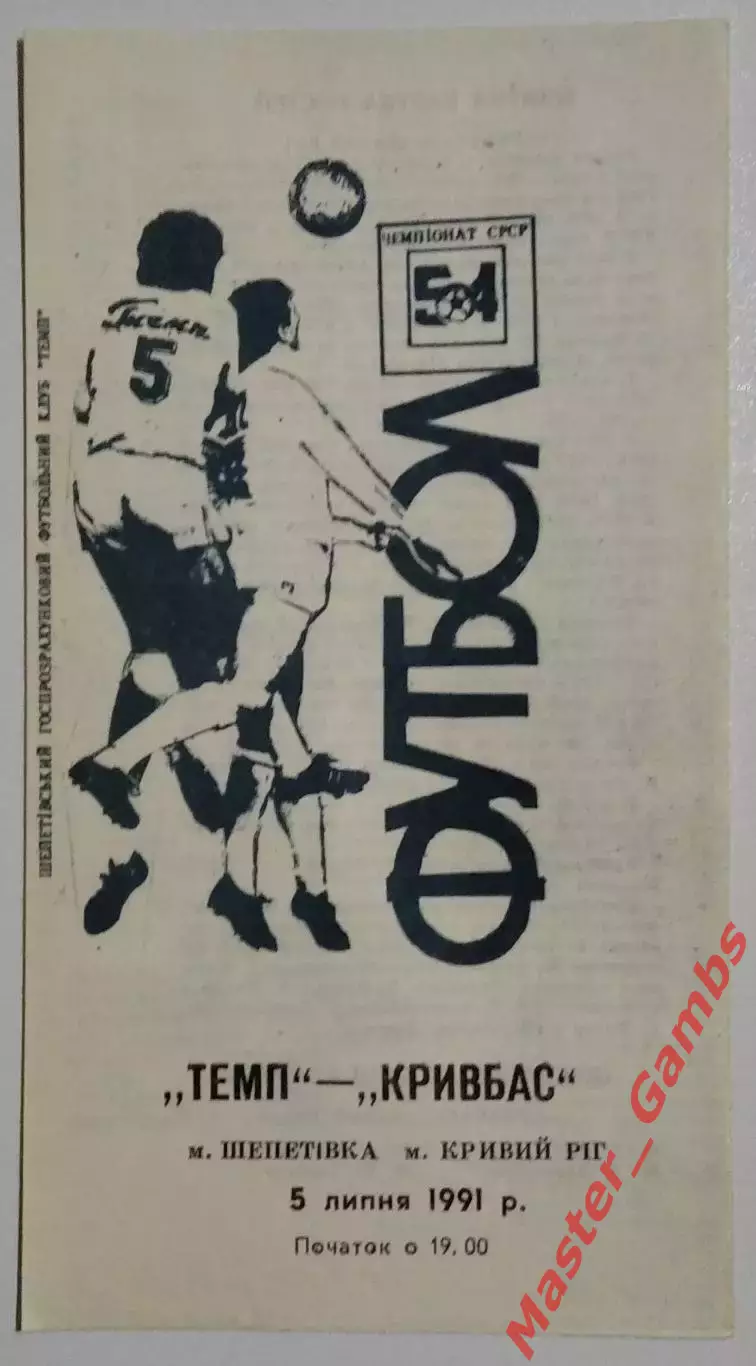 ШЕПЕТІВСЬКИЙ ГОСПРОЗРАХУНКОВИЙ ФУТБОЛЬНИЙ КЛУБ "ТЕМП"
5
ЧЕМПІОНАТ СРСР
54
ФУТБОЛ
„ТЕМП“—„КРИВБАС“
м. ШЕПЕТІВКА м. КРИВИЙ РІГ
5 липня 1991 р.
Початок о 19.00
Master_Gambs